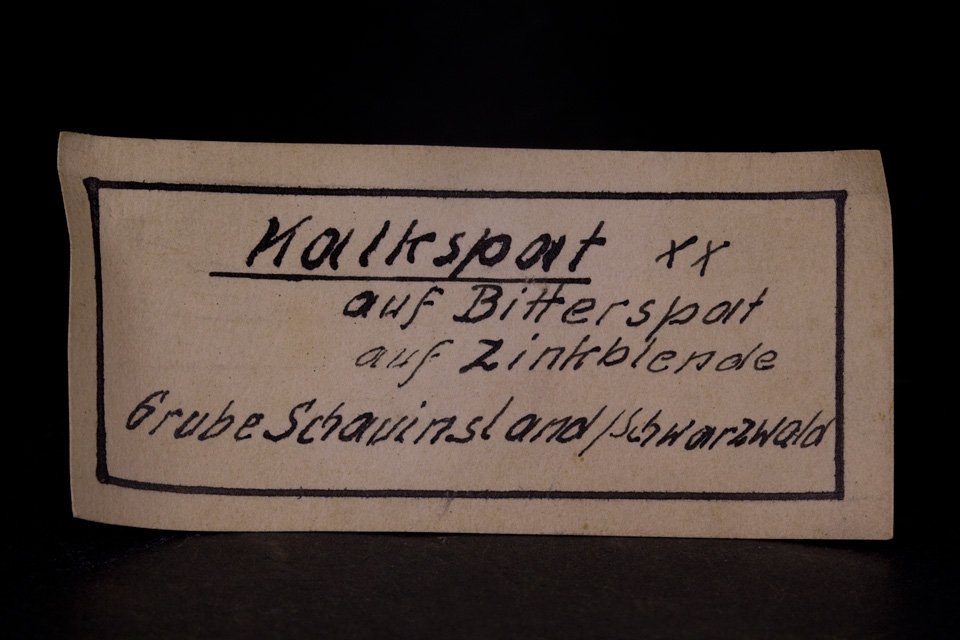 Kalkspat xx
auf Bitterspat
auf Zinkblende
Grube Schauinsland/Schwarzwald